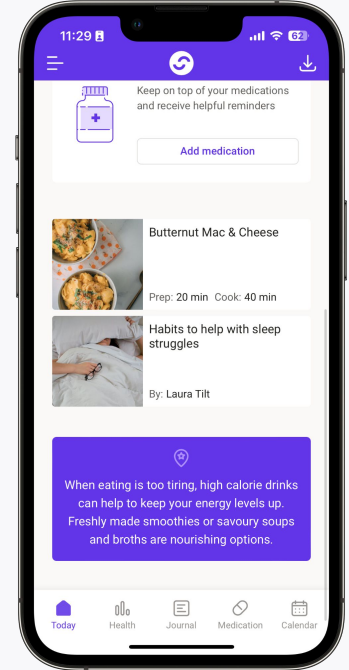 11:29
62
Keep on top of your medications
and receive helpful reminders
Add medication
Butternut Mac & Cheese
Prep: 20 min Cook: 40 min
Habits to help with sleep
struggles
By: Laura Tilt
When eating is too tiring, high calorie drinks
can help to keep your energy levels up.
Freshly made smoothies or savoury soups
and broths are nourishing options.
Today
Health
Journal
Medication
Calendar